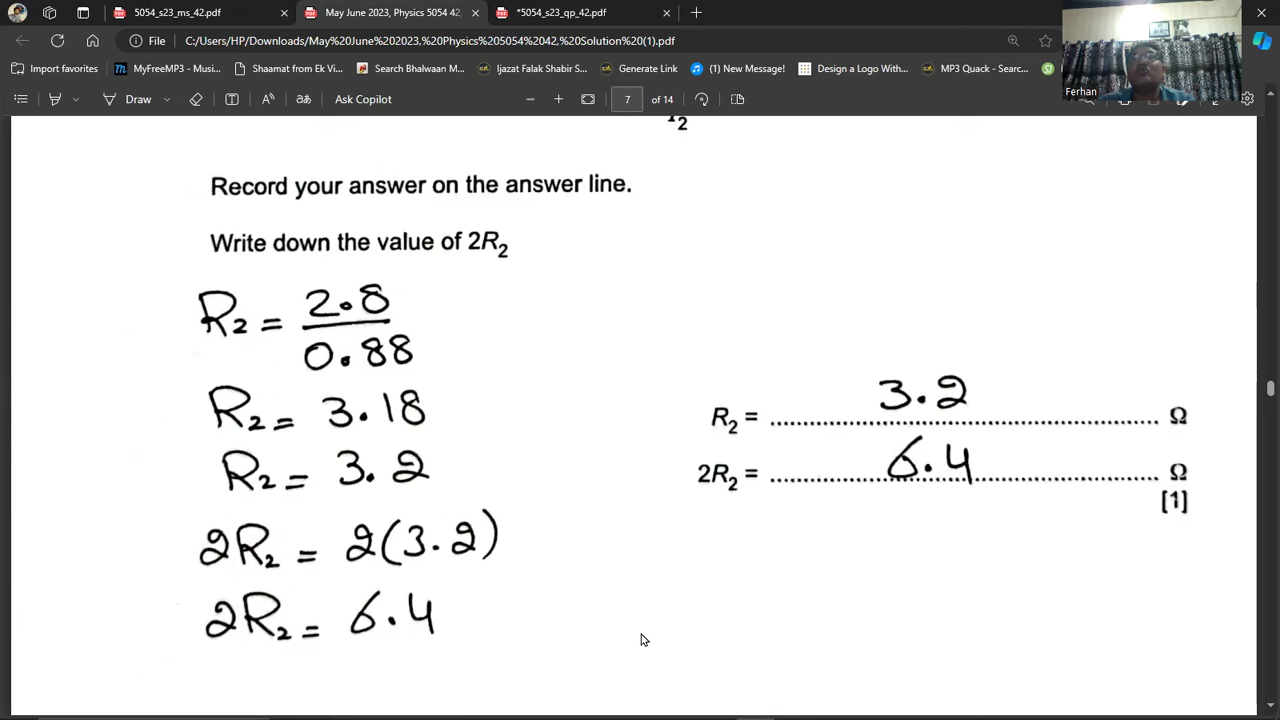 5054_s23_ms_42.pdf
May June 2023, Physics 5054 42,
*5054_s23_qp_42.pdf
File
C:/Users/HP/Downloads/May%20June%202023,%20Physics%205054%2042,%20Solution%20(1).pdf
Import favorites
MyFreeMP3 - Musi...
Shaamat from Ek Vi...
Search Bhalwaan M...
Ijazat Falak Shabir S...
Generate Link
(1) New Message!
Design a Logo With...
MP3 Quack - Searc...
Ferhan
Draw
Ask Copilot
7 of 14
2
Record your answer on the answer line.
Write down the value of 2R2
R2 = 2.8
0.88
R2 = 3.18
R2 = 3.2
2R2 = 2(3.2)
2R2 = 6.4
R2 = 3.2 Ω
2R2 = 6.4 Ω
[1]